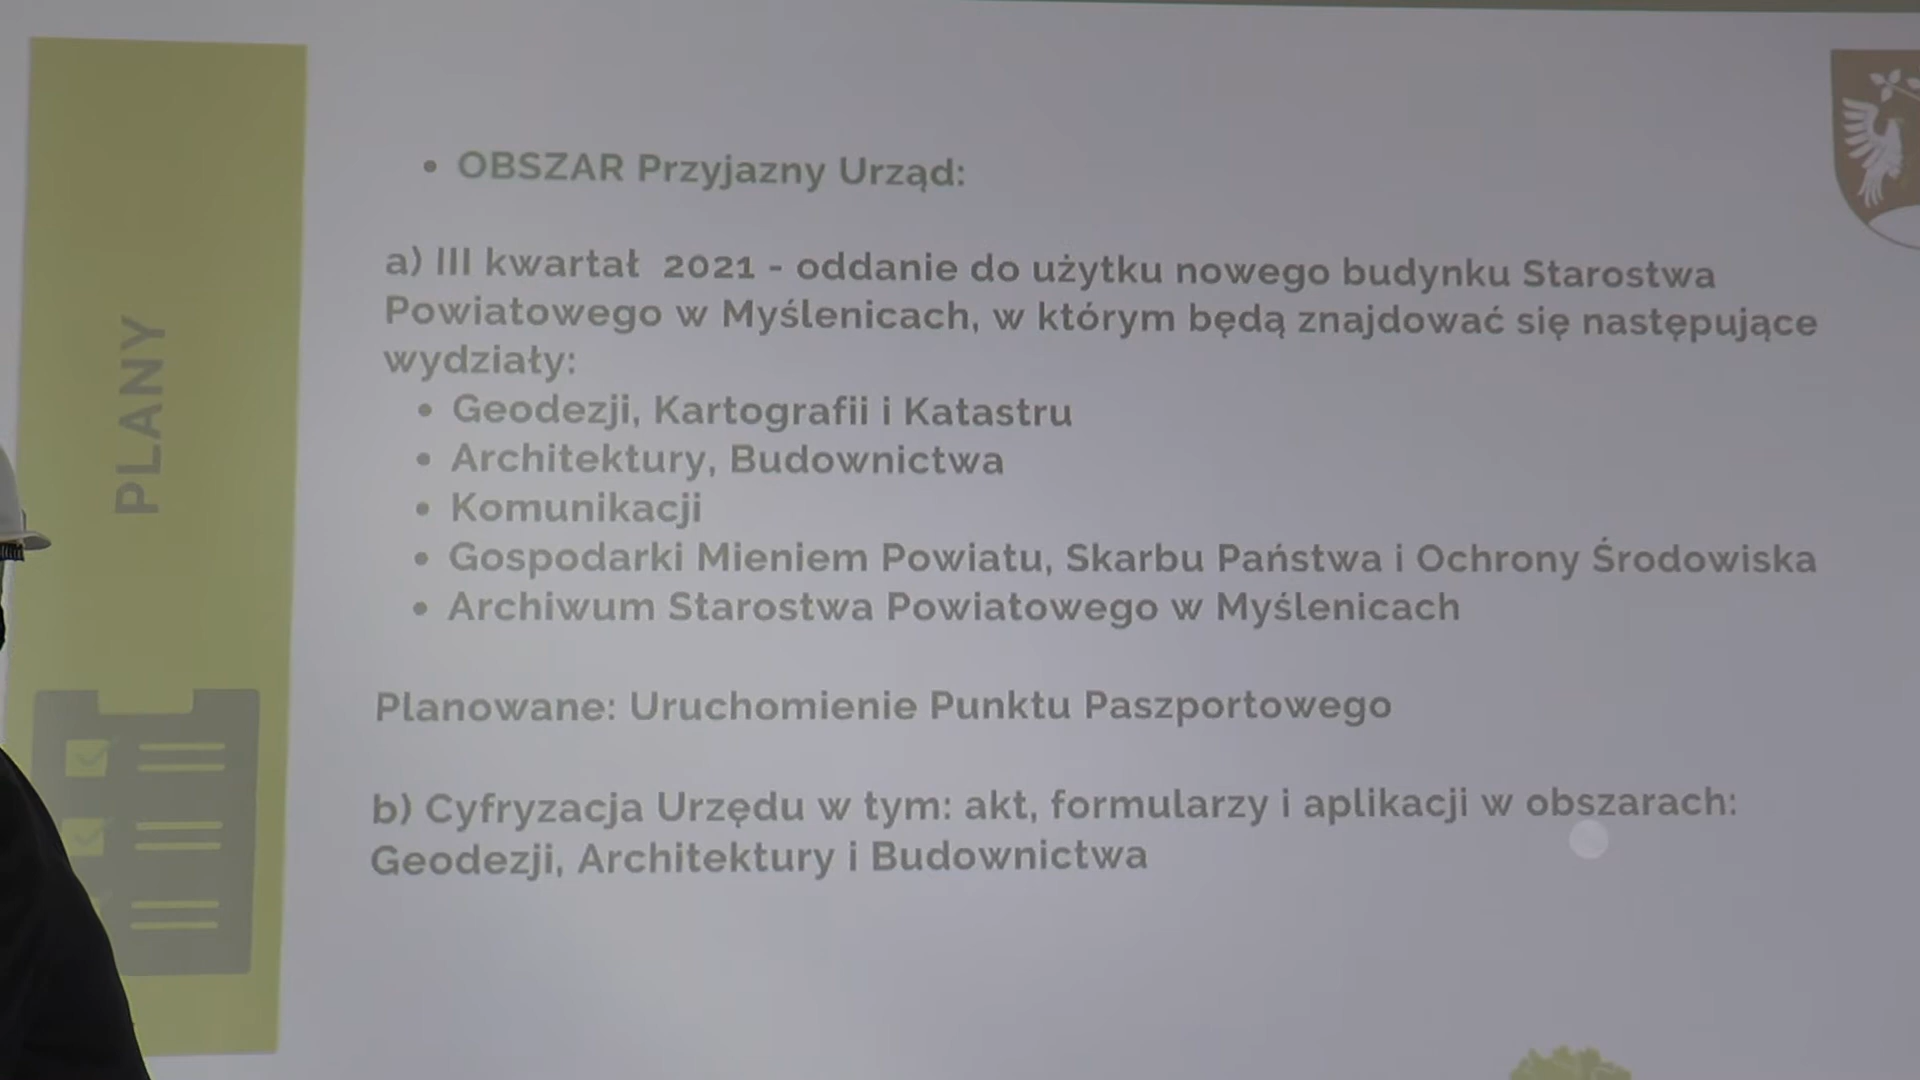 PLANY
• OBSZAR Przyjazny Urząd:
a) III kwartał 2021 - oddanie do użytku nowego budynku Starostwa
Powiatowego w Myślenicach, w którym będą znajdować się następujące
wydziały:
• Geodezji, Kartografii i Katastru
• Architektury, Budownictwa
• Komunikacji
• Gospodarki Mieniem Powiatu, Skarbu Państwa i Ochrony Środowiska
• Archiwum Starostwa Powiatowego w Myślenicach
Planowane: Uruchomienie Punktu Paszportowego
b) Cyfryzacja Urzędu w tym: akt, formularzy i aplikacji w obszarach:
Geodezji, Architektury i Budownictwa